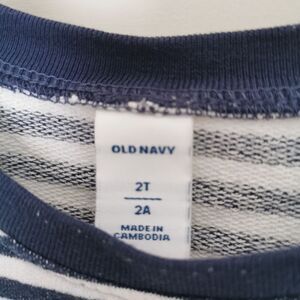 OLD NAVY
2T
2A
MADE IN
CAMBODIA